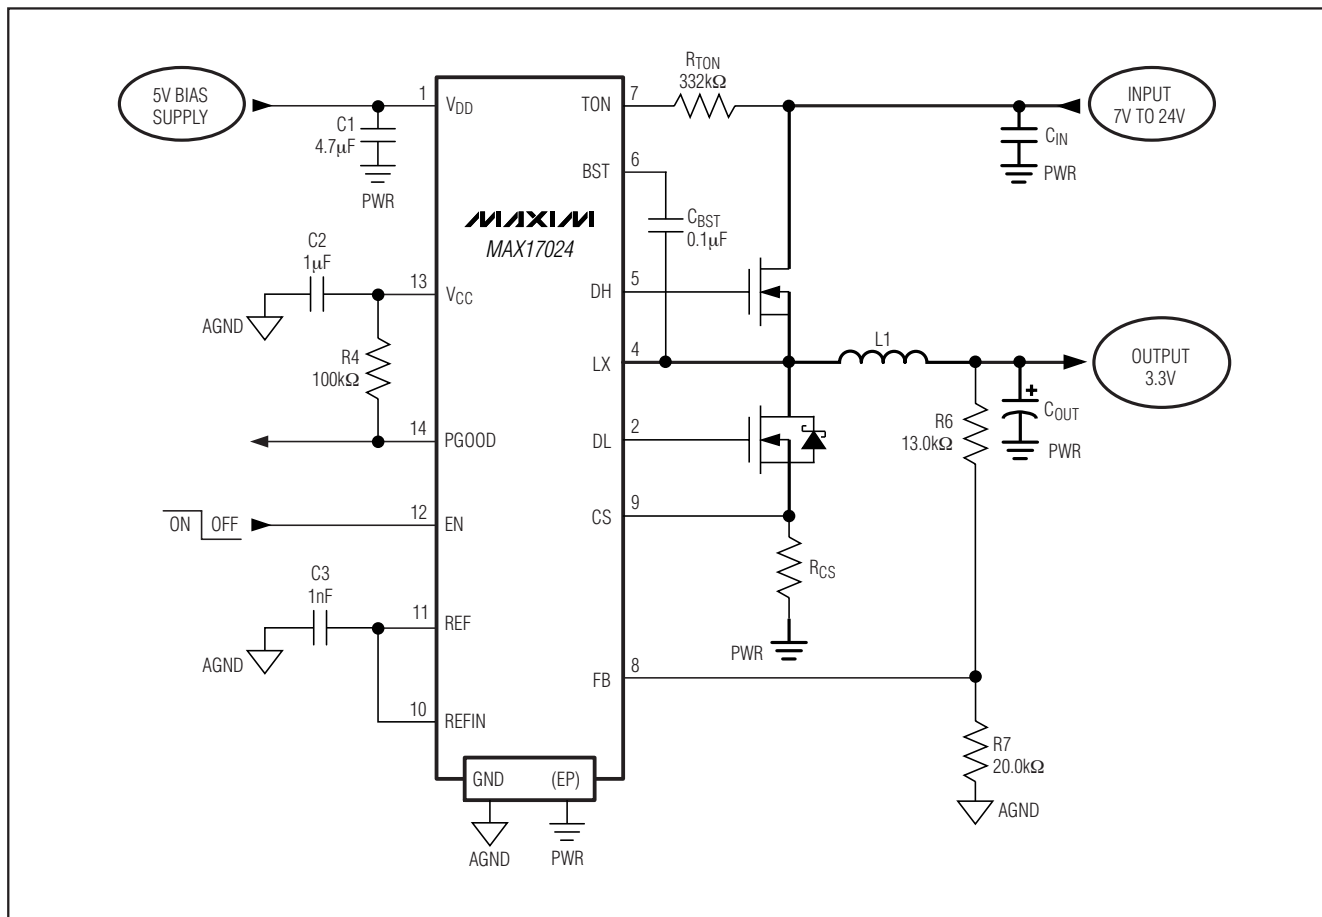 5V BIAS
SUPPLY
C1
4.7μF
PWR
1
VDD
TON
7
RTON
332kΩ
INPUT
7V TO 24V
CIN
PWR
BST
6
CBST
0.1μF
MAXIM
MAX17024
C2
1μF
AGND
13
VCC
R4
100kΩ
DH
5
LX
4
L1
OUTPUT
3.3V
COUT
+
PWR
R6
13.0kΩ
14
PGOOD
DL
2
ON
OFF
12
EN
CS
9
RCS
PWR
C3
1nF
AGND
11
REF
10
REFIN
FB
8
R7
20.0kΩ
AGND
GND
(EP)
AGND
PWR